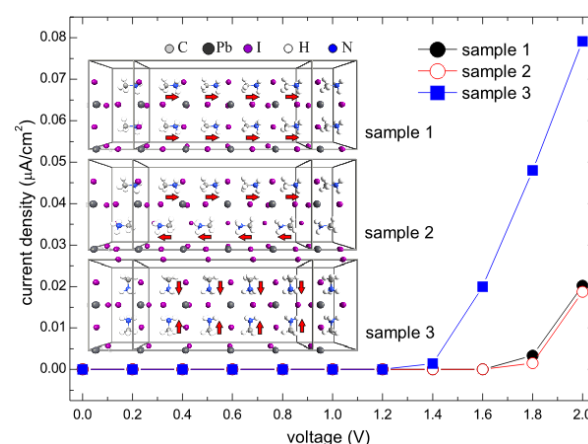 C Pb I H N
sample 1
sample 2
sample 3
sample 1
sample 2
sample 3
current density (μA/cm²)
0.08
0.07
0.06
0.05
0.04
0.03
0.02
0.01
0.00
0.0 0.2 0.4 0.6 0.8 1.0 1.2 1.4 1.6 1.8 2.0
voltage (V)